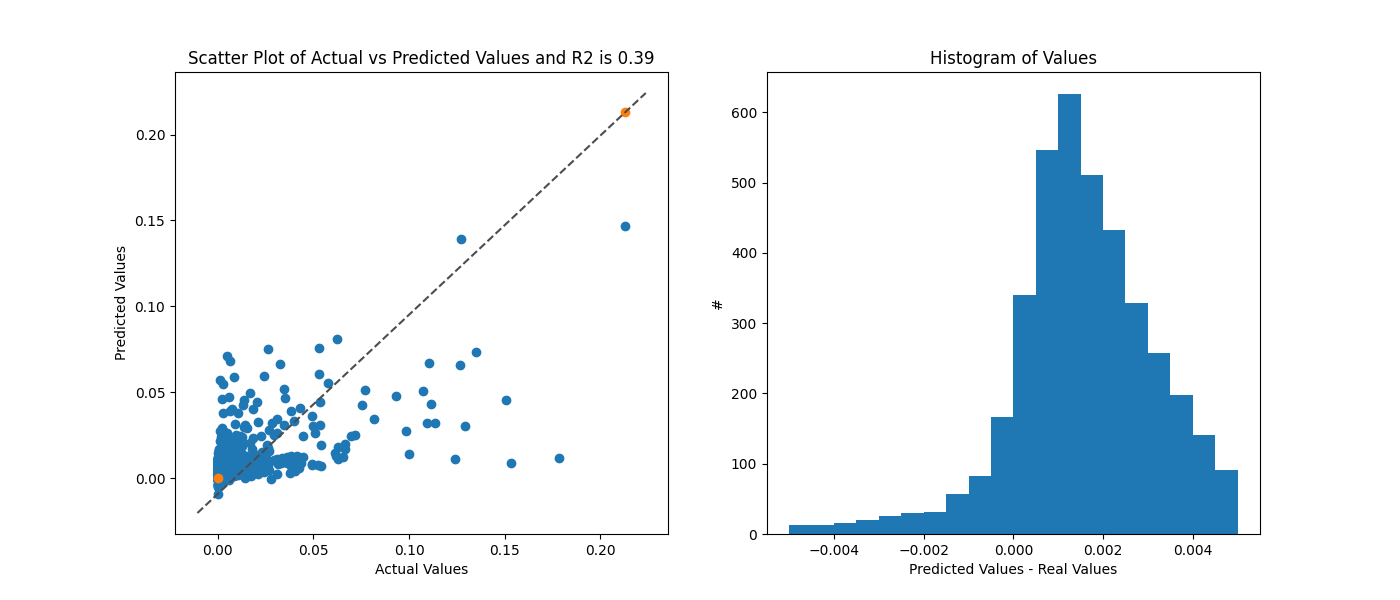 Scatter Plot of Actual vs Predicted Values and R2 is 0.39
Predicted Values
0.20
0.15
0.10
0.05
0.00
0.00 0.05 0.10 0.15 0.20
Actual Values
Histogram of Values
#
600
500
400
300
200
100
0
−0.004 −0.002 0.000 0.002 0.004
Predicted Values - Real Values